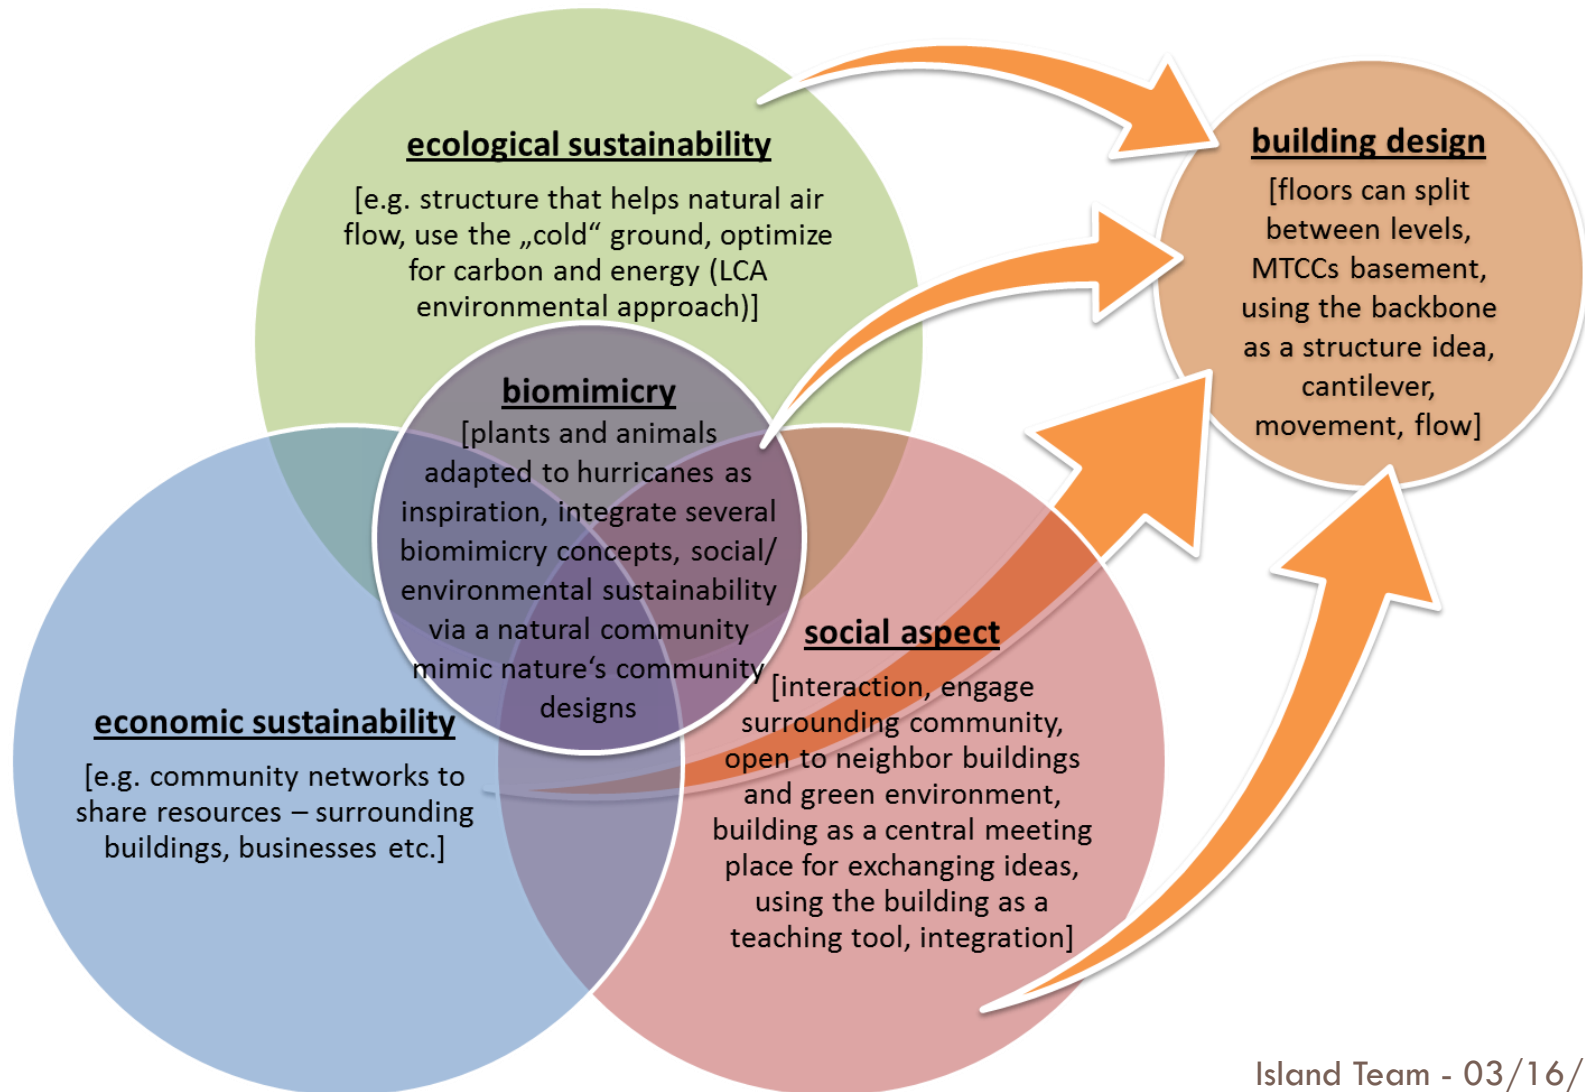 ecological sustainability
[e.g. structure that helps natural air
flow, use the „cold“ ground, optimize
for carbon and energy (LCA
environmental approach)]
building design
[floors can split
between levels,
MTCCs basement,
using the backbone
as a structure idea,
cantilever,
movement, flow]
biomimicry
[plants and animals
adapted to hurricanes as
inspiration, integrate several
biomimicry concepts, social/
environmental sustainability
via a natural community
mimic nature‘s community
designs
social aspect
[interaction, engage
surrounding community,
open to neighbor buildings
and green environment,
building as a central meeting
place for exchanging ideas,
using the building as a
teaching tool, integration]
economic sustainability
[e.g. community networks to
share resources – surrounding
buildings, businesses etc.]
Island Team - 03/16/